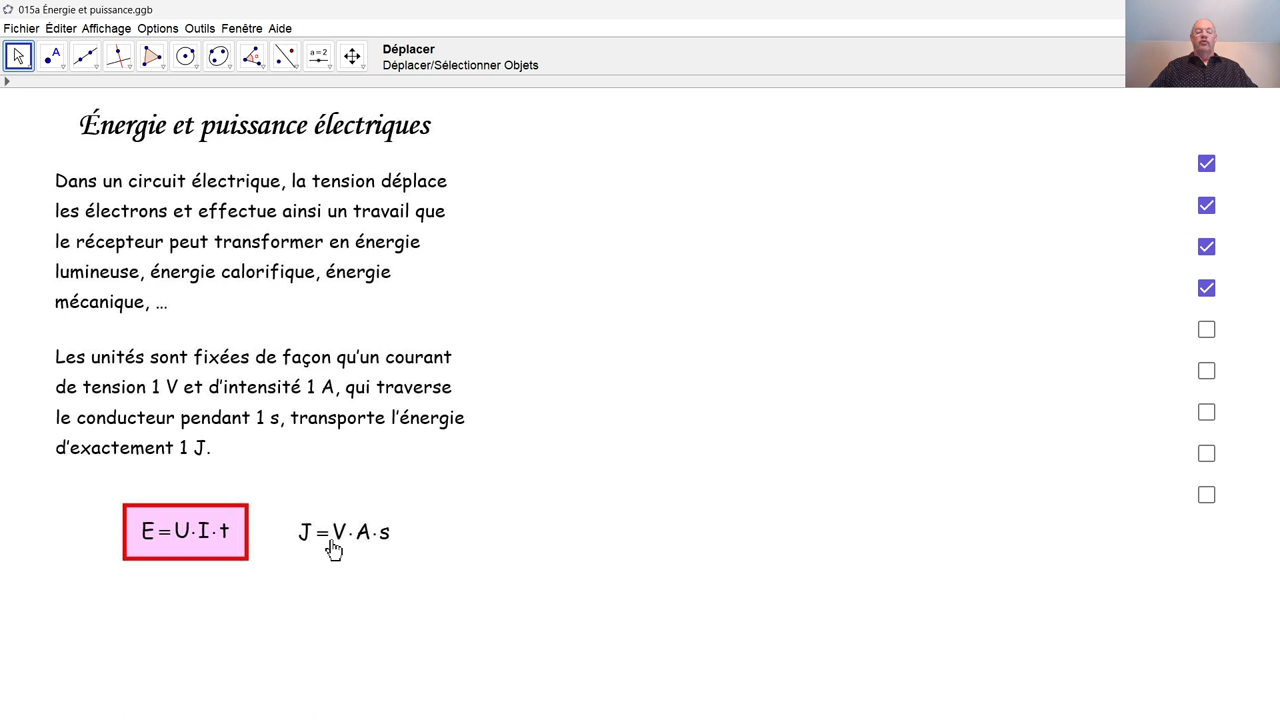 015a Énergie et puissance.ggb
Fichier Éditer Affichage Options Outils Fenêtre Aide
A
a=2
Déplacer
Déplacer/Sélectionner Objets
Énergie et puissance électriques
Dans un circuit électrique, la tension déplace
les électrons et effectue ainsi un travail que
le récepteur peut transformer en énergie
lumineuse, énergie calorifique, énergie
mécanique, ...
Les unités sont fixées de façon qu'un courant
de tension 1 V et d'intensité 1 A, qui traverse
le conducteur pendant 1 s, transporte l'énergie
d'exactement 1 J.
E=U·I·t
J=V·A·s